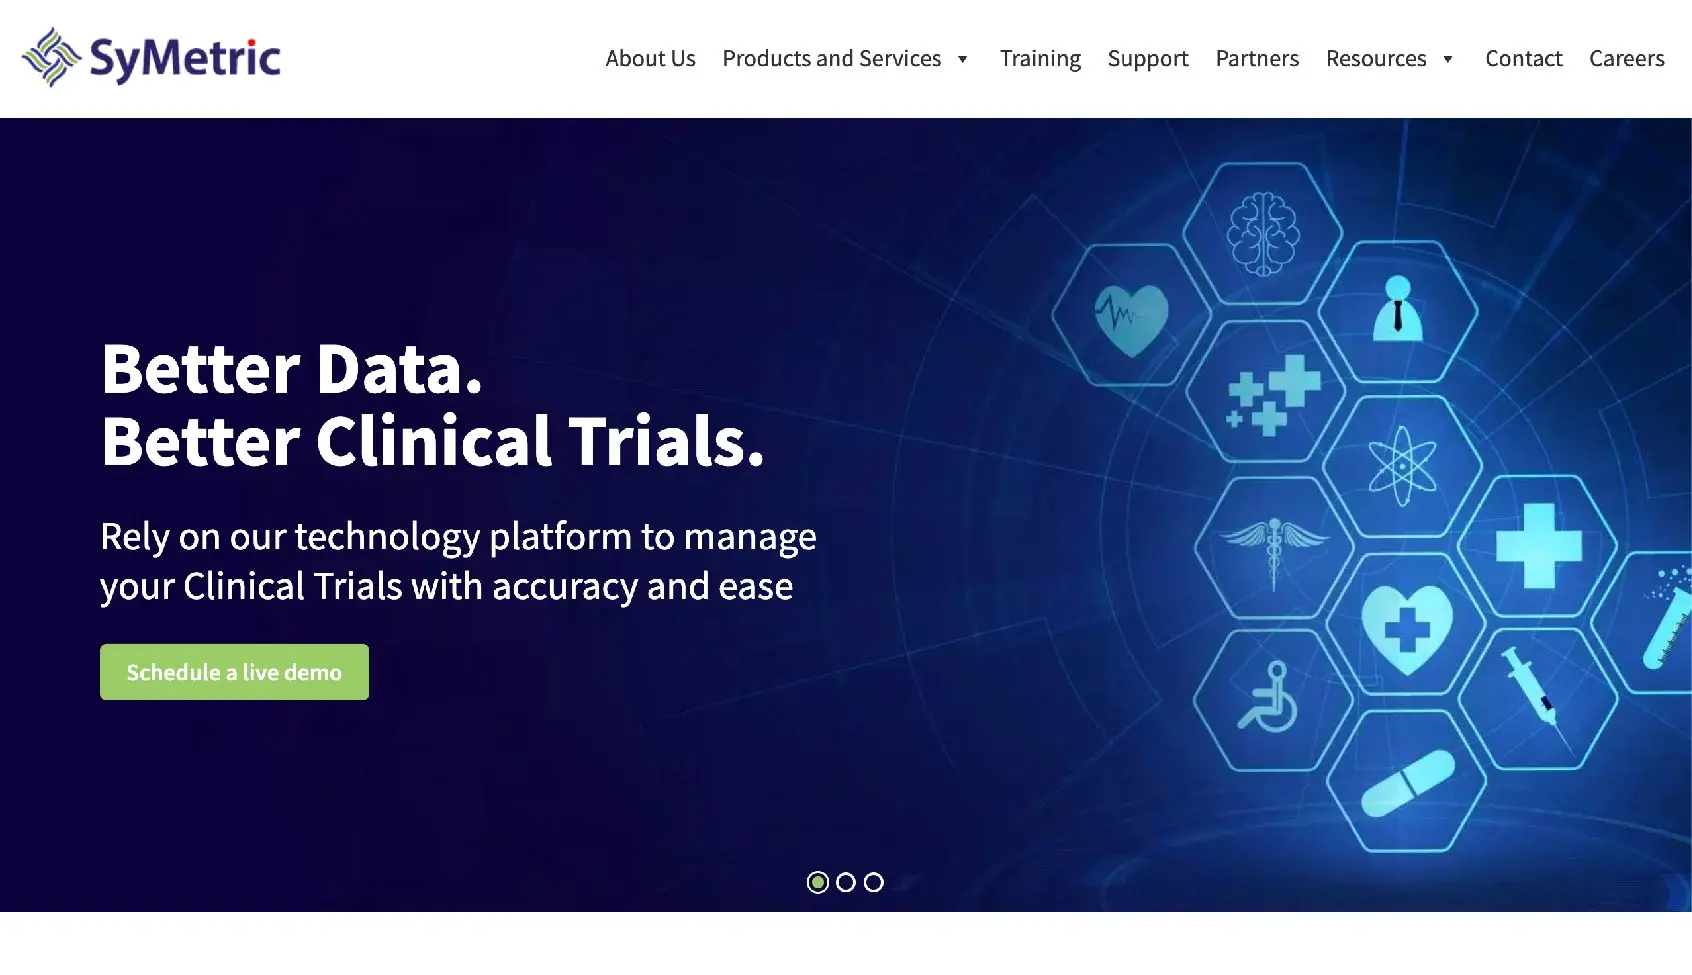 SyMetric
About Us Products and Services Training Support Partners Resources Contact Careers
Better Data.
Better Clinical Trials.
Rely on our technology platform to manage
your Clinical Trials with accuracy and ease
Schedule a live demo